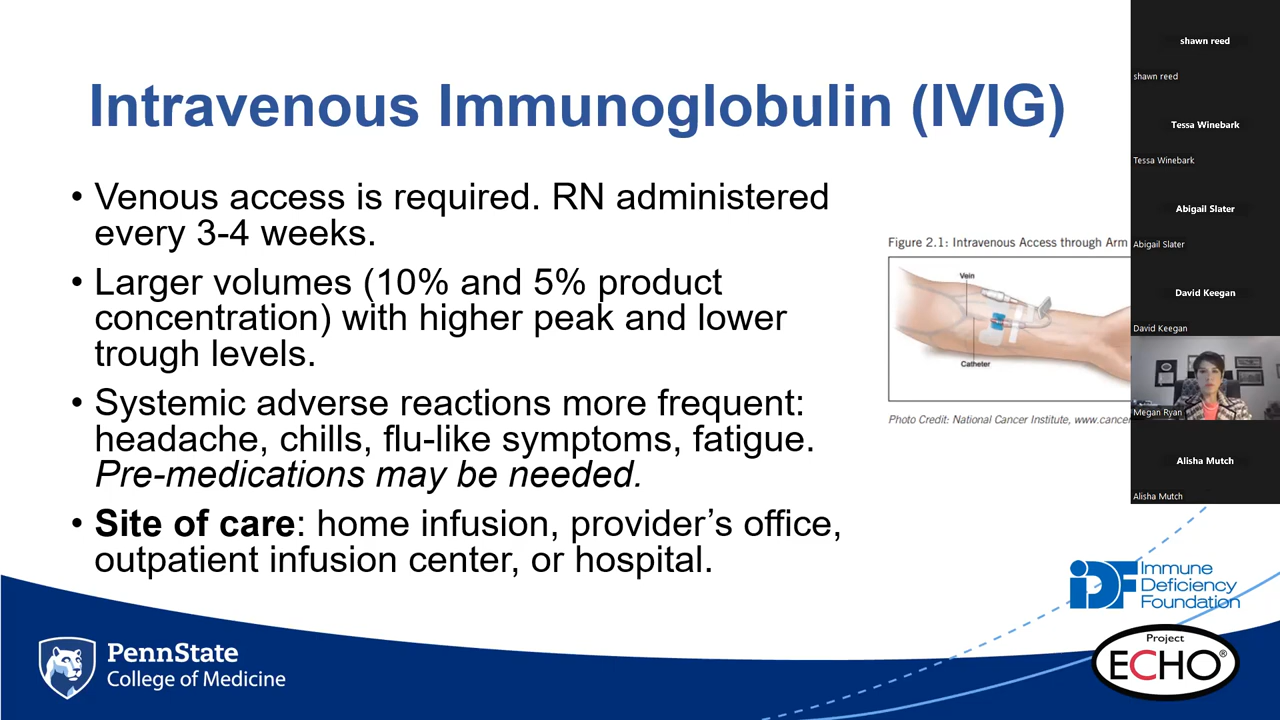 Intravenous Immunoglobulin (IVIG)
• Venous access is required. RN administered
every 3-4 weeks.
• Larger volumes (10% and 5% product
concentration) with higher peak and lower
trough levels.
• Systemic adverse reactions more frequent:
headache, chills, flu-like symptoms, fatigue.
Pre-medications may be needed.
• Site of care: home infusion, provider’s office,
outpatient infusion center, or hospital.
Figure 2.1: Intravenous Access through Arm
Vein
Catheter
Photo Credit: National Cancer Institute, www.cancer
shawn reed
shawn reed
Tessa Winebark
Tessa Winebark
Abigail Slater
Abigail Slater
David Keegan
David Keegan
Megan Ryan
Alisha Mutch
Alisha Mutch
IDF Immune
Deficiency
Foundation
PennState
College of Medicine
Project
ECHO®